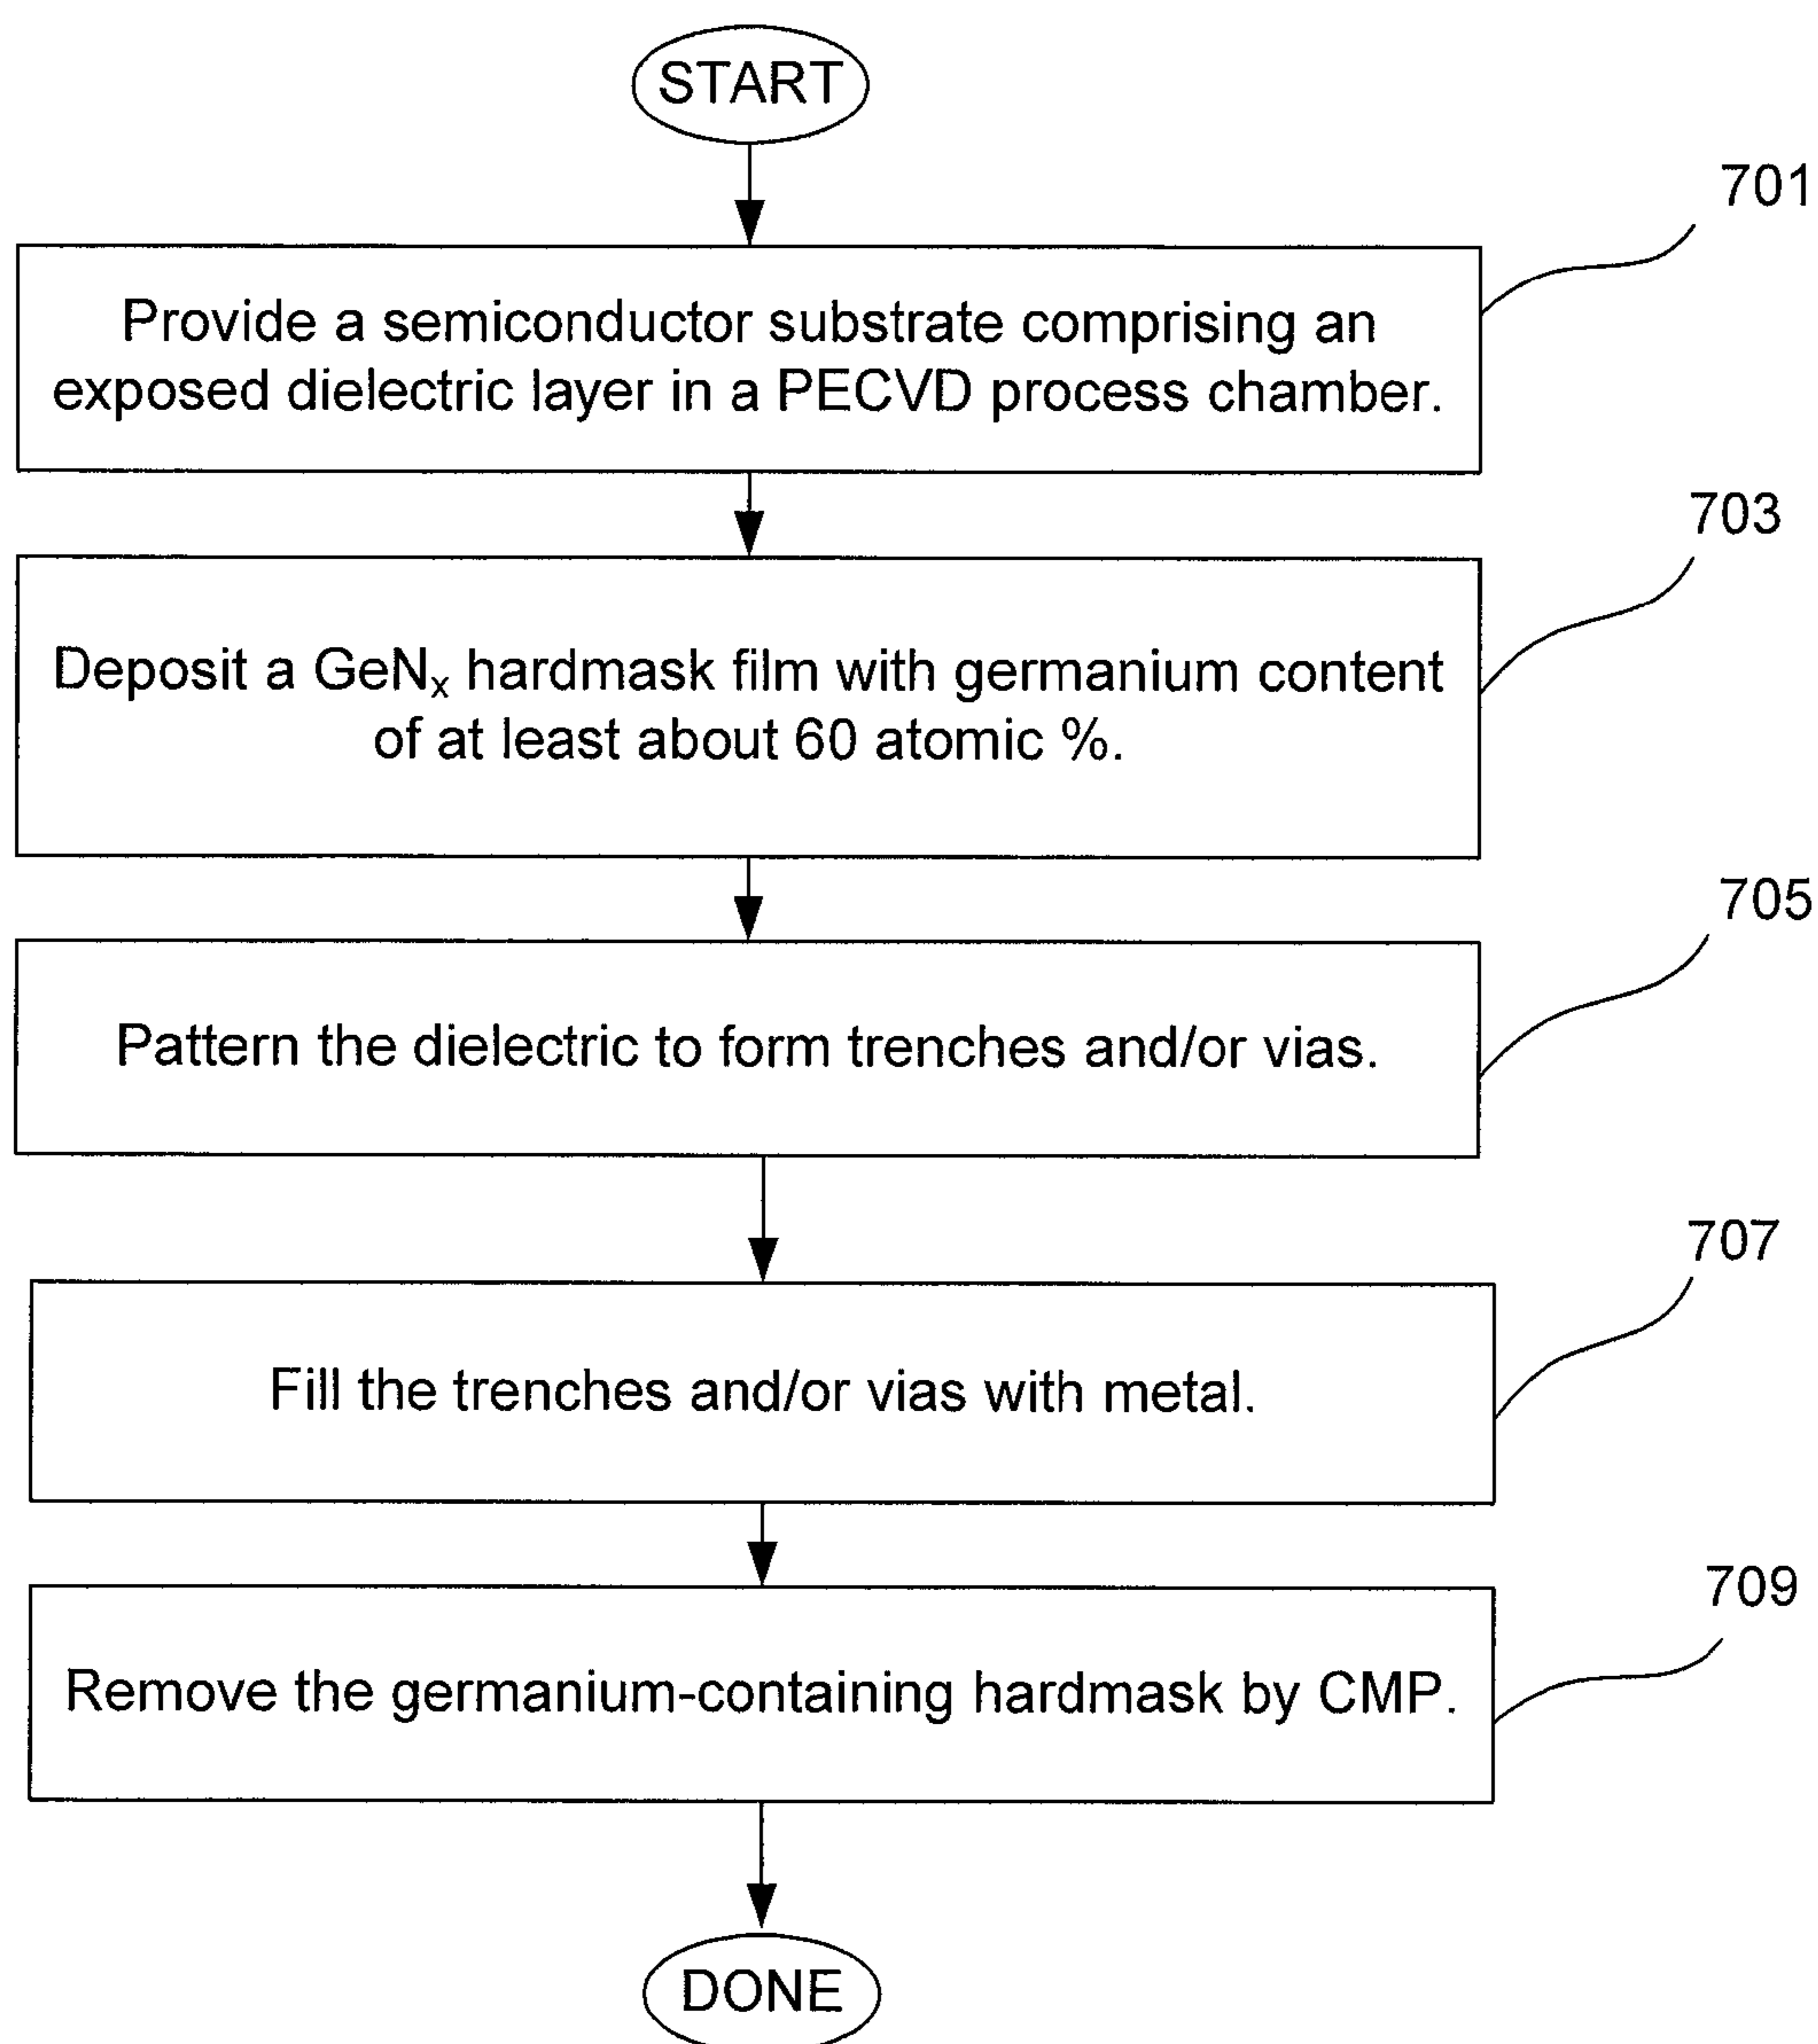 START
701
Provide a semiconductor substrate comprising an
exposed dielectric layer in a PECVD process chamber.
703
Deposit a GeNₓ hardmask film with germanium content
of at least about 60 atomic %.
705
Pattern the dielectric to form trenches and/or vias.
707
Fill the trenches and/or vias with metal.
709
Remove the germanium-containing hardmask by CMP.
DONE